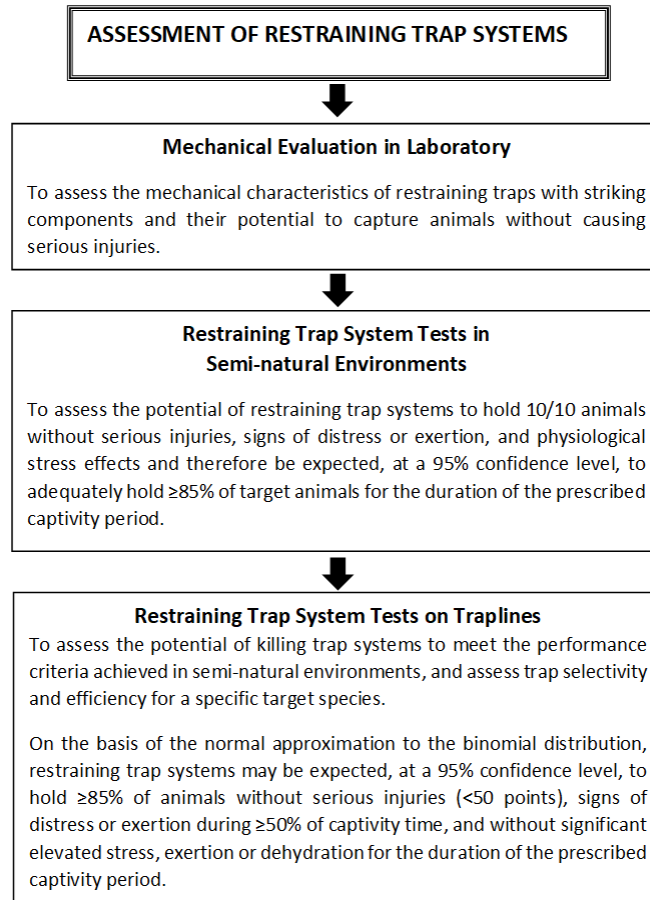 ASSESSMENT OF RESTRAINING TRAP SYSTEMS
Mechanical Evaluation in Laboratory
To assess the mechanical characteristics of restraining traps with striking
components and their potential to capture animals without causing
serious injuries.
Restraining Trap System Tests in
Semi-natural Environments
To assess the potential of restraining trap systems to hold 10/10 animals
without serious injuries, signs of distress or exertion, and physiological
stress effects and therefore be expected, at a 95% confidence level, to
adequately hold ≥85% of target animals for the duration of the prescribed
captivity period.
Restraining Trap System Tests on Traplines
To assess the potential of killing trap systems to meet the performance
criteria achieved in semi-natural environments, and assess trap selectivity
and efficiency for a specific target species.
On the basis of the normal approximation to the binomial distribution,
restraining trap systems may be expected, at a 95% confidence level, to
hold ≥85% of animals without serious injuries (<50 points), signs of
distress or exertion during ≥50% of captivity time, and without significant
elevated stress, exertion or dehydration for the duration of the prescribed
captivity period.